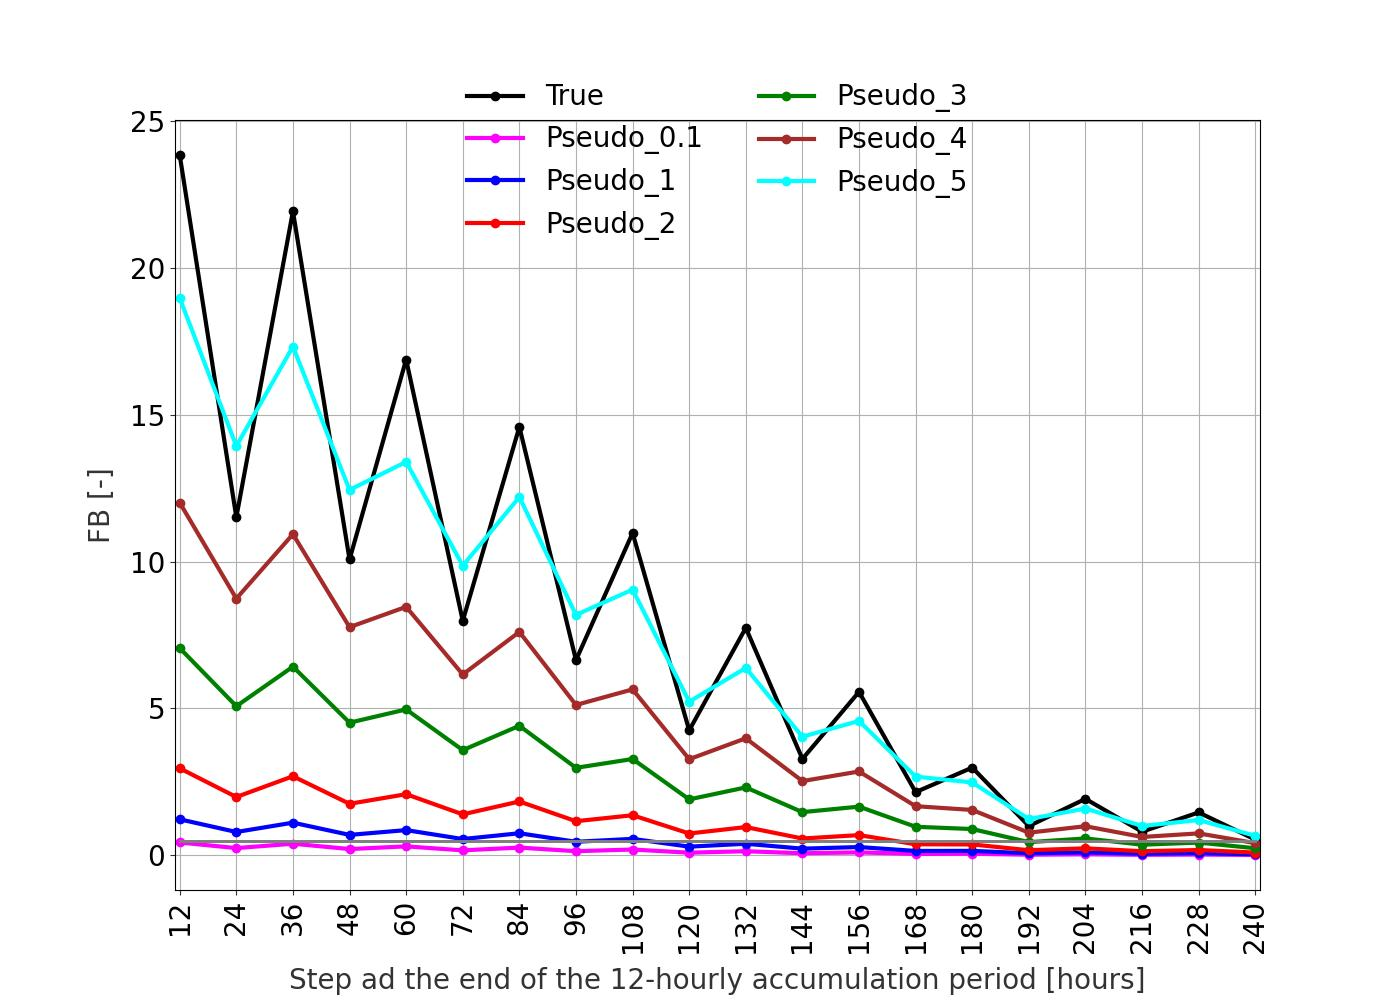 True
Pseudo_0.1
Pseudo_1
Pseudo_2
Pseudo_3
Pseudo_4
Pseudo_5
25
20
15
10
5
0
FB [-]
12 24 36 48 60 72 84 96 108 120 132 144 156 168 180 192 204 216 228 240
Step ad the end of the 12-hourly accumulation period [hours]